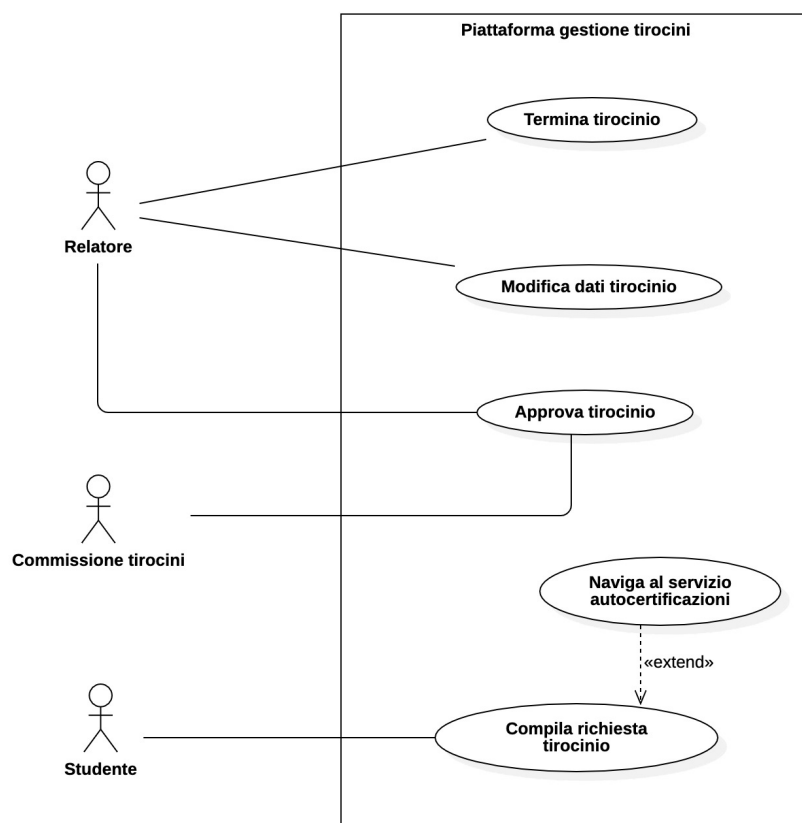 Piattaforma gestione tirocini
Termina tirocinio
Relatore
Modifica dati tirocinio
Approva tirocinio
Commissione tirocini
Naviga al servizio
autocertificazioni
«extend»
Compila richiesta
tirocinio
Studente